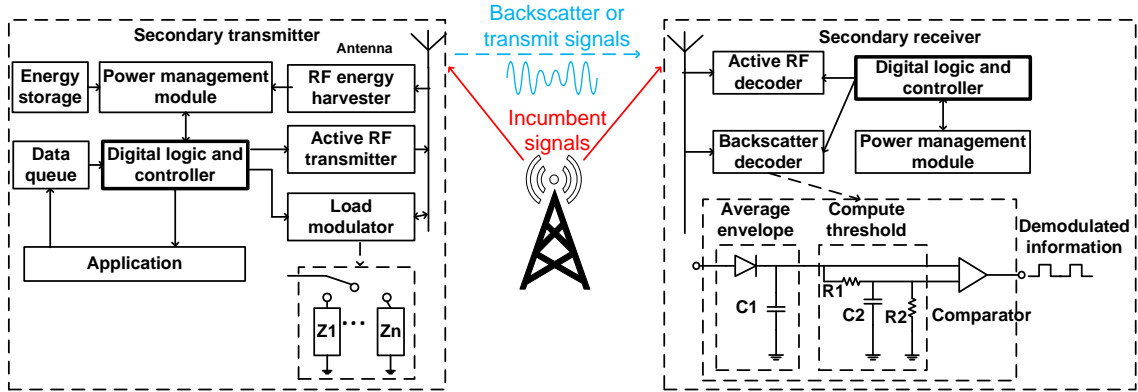 Secondary transmitter
Antenna
Energy
storage
Power management
module
RF energy
harvester
Data
queue
Digital logic and
controller
Active RF
transmitter
Load
modulator
Application
Z1
...
Zn
Backscatter or
transmit signals
Incumbent
signals
Secondary receiver
Active RF
decoder
Digital logic and
controller
Backscatter
decoder
Power management
module
Average
envelope
Compute
threshold
Demodulated
information
C1
R1
C2
R2
Comparator